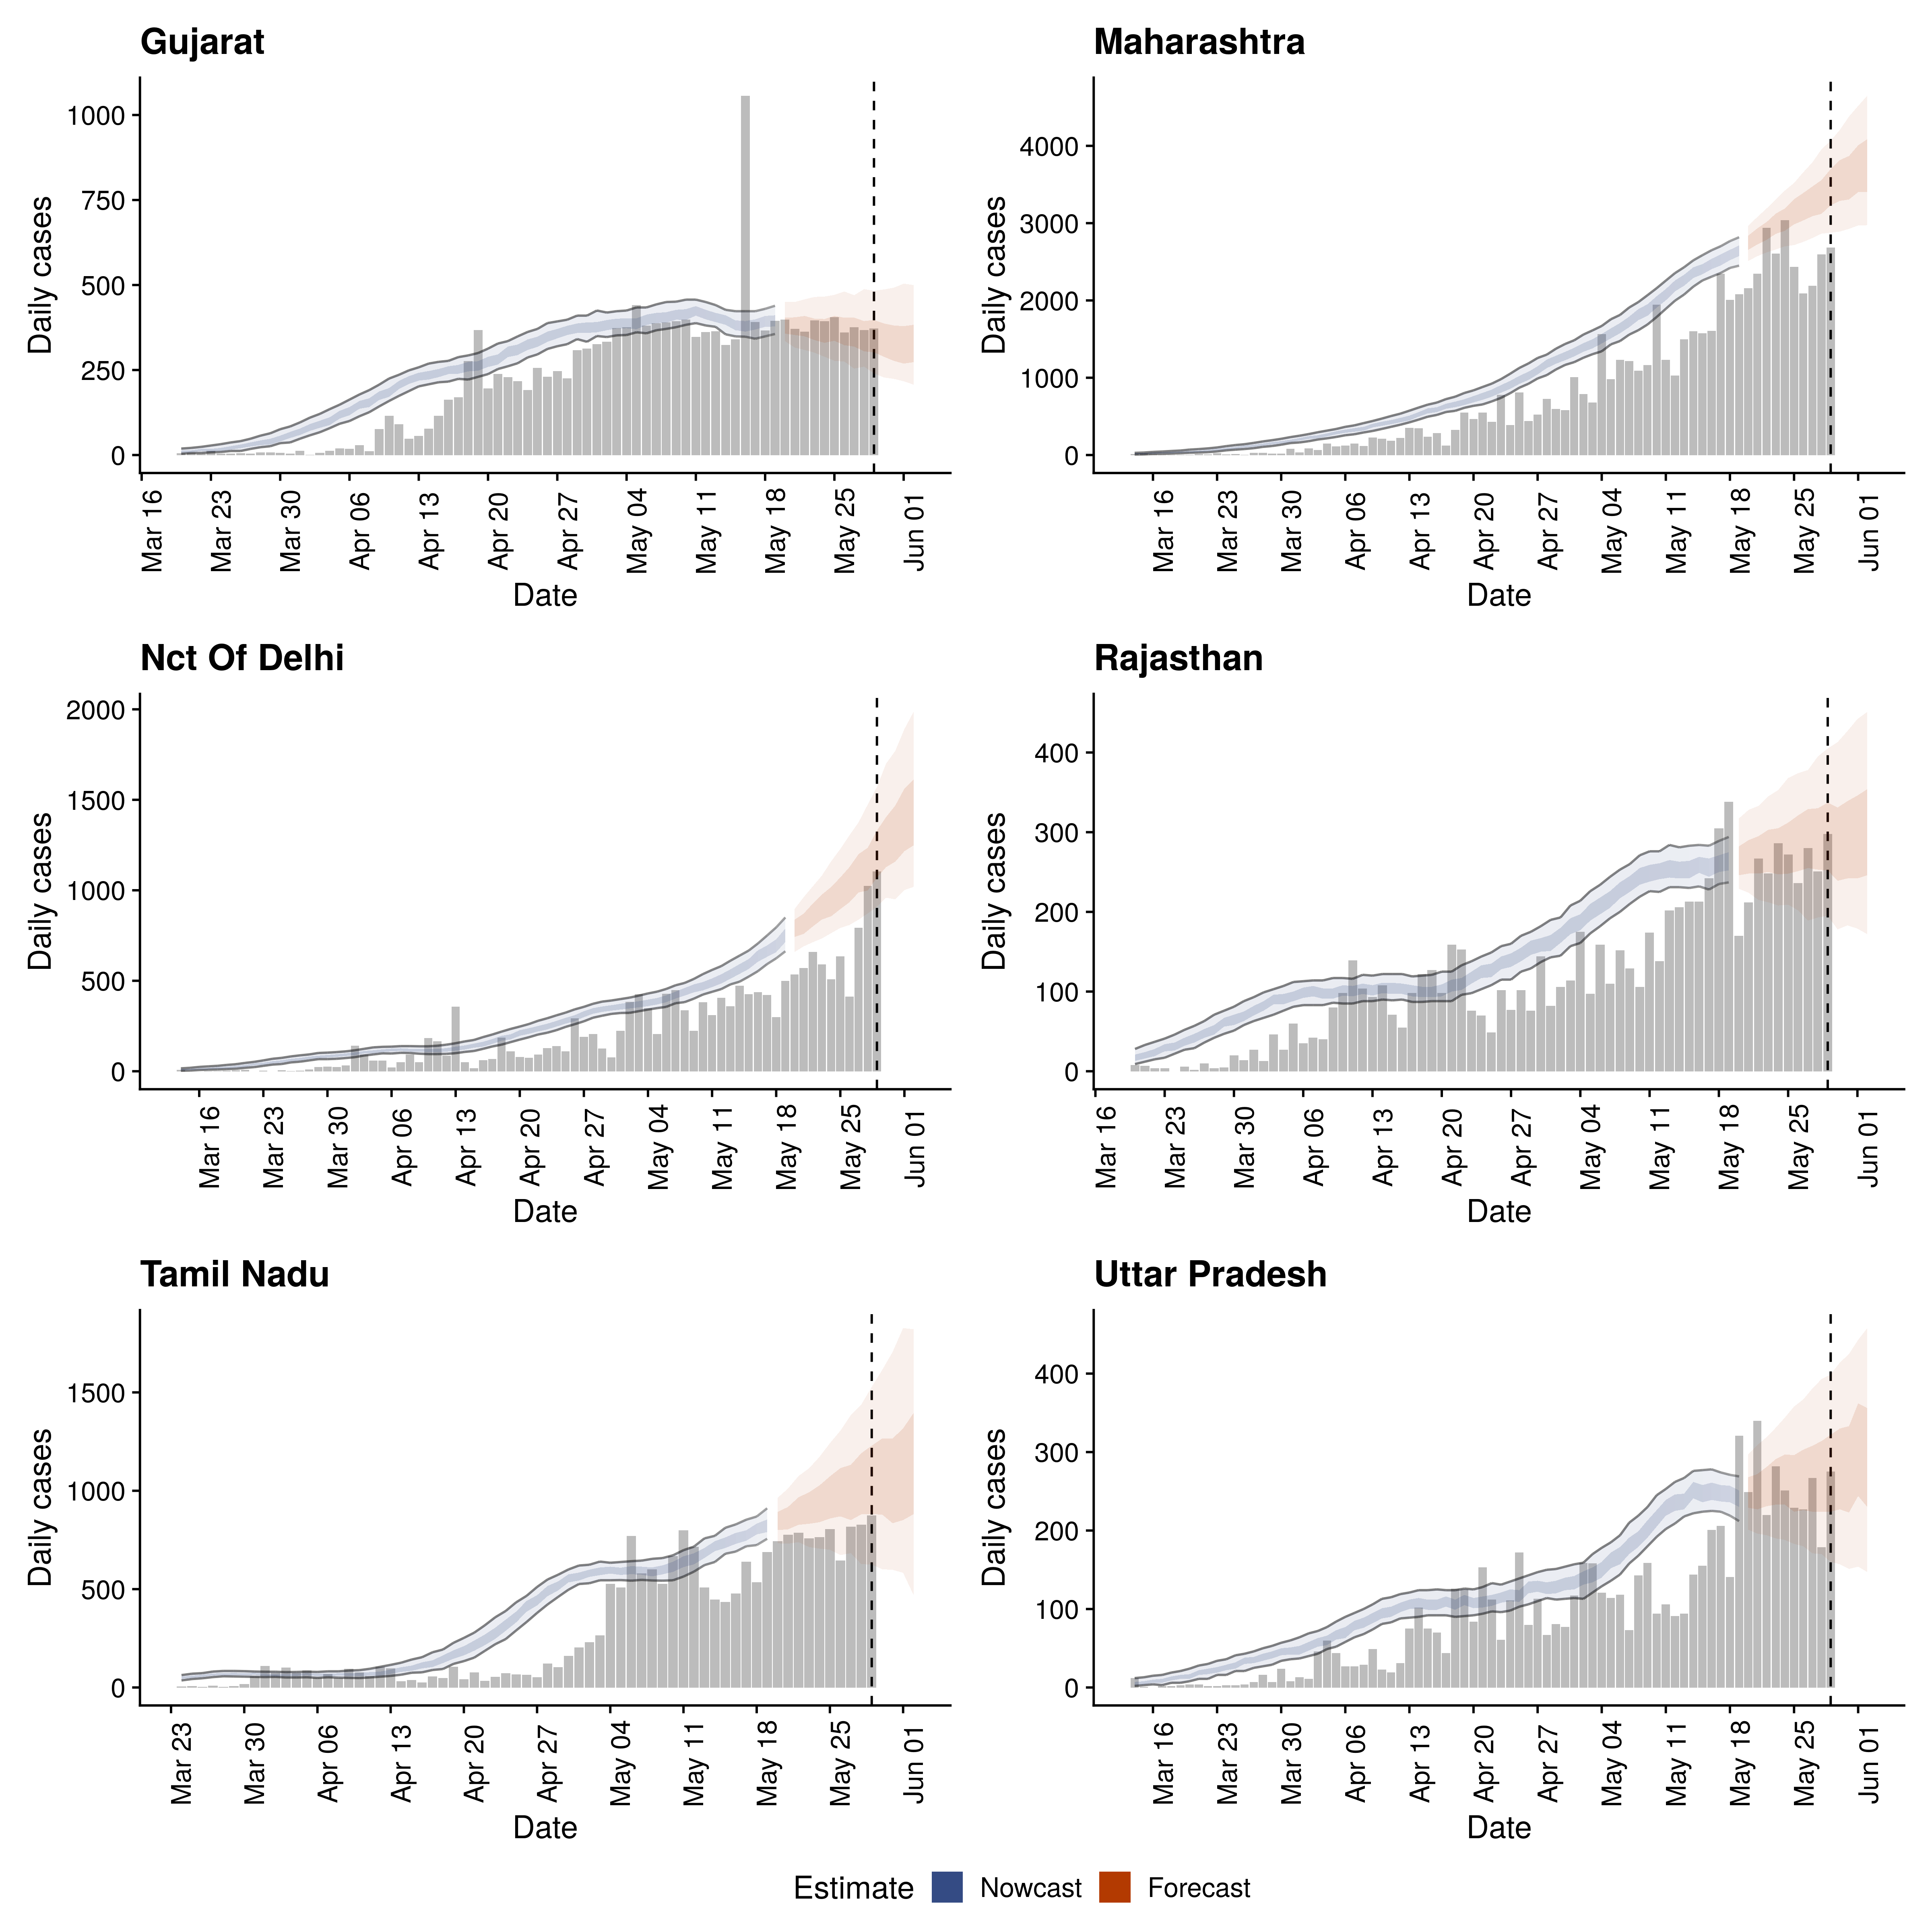 Gujarat
Daily cases
1000
750
500
250
0
Mar 16
Mar 23
Mar 30
Apr 06
Apr 13
Apr 20
Apr 27
May 04
May 11
May 18
May 25
Jun 01
Date
Maharashtra
Daily cases
4000
3000
2000
1000
0
Mar 16
Mar 23
Mar 30
Apr 06
Apr 13
Apr 20
Apr 27
May 04
May 11
May 18
May 25
Jun 01
Date
Nct Of Delhi
Daily cases
2000
1500
1000
500
0
Mar 16
Mar 23
Mar 30
Apr 06
Apr 13
Apr 20
Apr 27
May 04
May 11
May 18
May 25
Jun 01
Date
Rajasthan
Daily cases
400
300
200
100
0
Mar 16
Mar 23
Mar 30
Apr 06
Apr 13
Apr 20
Apr 27
May 04
May 11
May 18
May 25
Jun 01
Date
Tamil Nadu
Daily cases
1500
1000
500
0
Mar 23
Mar 30
Apr 06
Apr 13
Apr 20
Apr 27
May 04
May 11
May 18
May 25
Jun 01
Date
Uttar Pradesh
Daily cases
400
300
200
100
0
Mar 16
Mar 23
Mar 30
Apr 06
Apr 13
Apr 20
Apr 27
May 04
May 11
May 18
May 25
Jun 01
Date
Estimate Nowcast Forecast